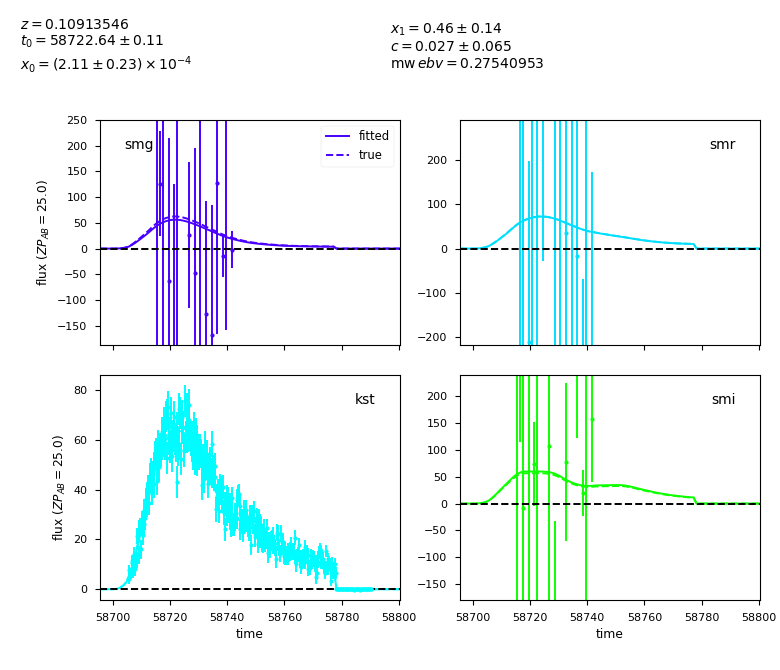 z = 0.10913546
t₀ = 58722.64 ± 0.11
x₀ = (2.11 ± 0.23) × 10⁻⁴
x₁ = 0.46 ± 0.14
c = 0.027 ± 0.065
mw ebv = 0.27540953
smg
fitted
true
250
200
150
100
50
0
−50
−100
−150
flux (ZP_AB = 25.0)
smr
200
100
0
−100
−200
kst
80
60
40
20
0
flux (ZP_AB = 25.0)
58700 58720 58740 58760 58780 58800
time
smi
200
150
100
50
0
−50
−100
−150
58700 58720 58740 58760 58780 58800
time